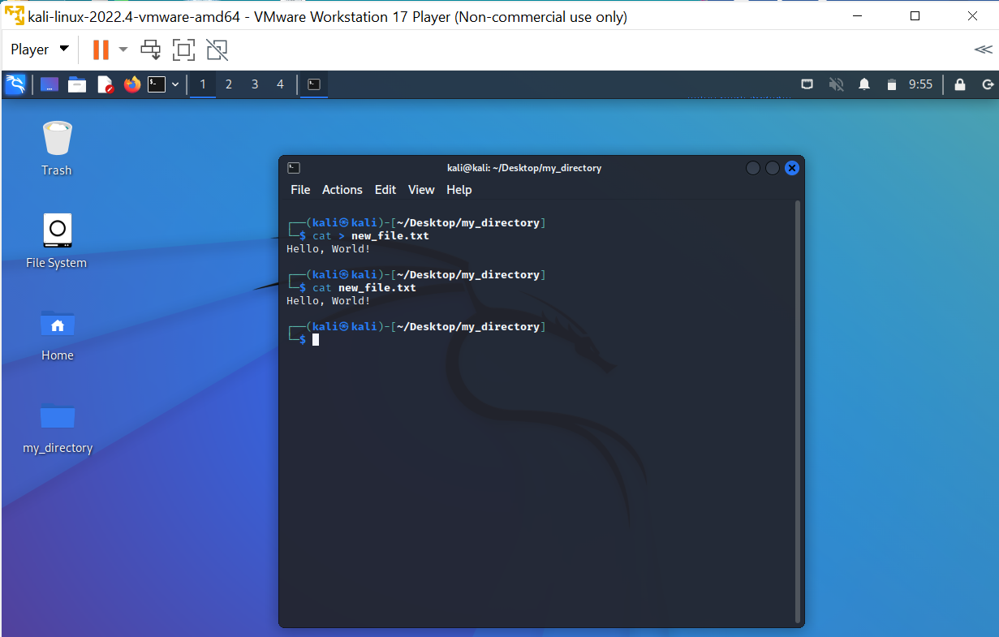 kali-linux-2022.4-vmware-amd64 - VMware Workstation 17 Player (Non-commercial use only)
Player
1 2 3 4 9:55
Trash
File System
Home
my_directory
kali@kali: ~/Desktop/my_directory
File Actions Edit View Help
┌──(kali㉿kali)-[~/Desktop/my_directory]
└─$ cat > new_file.txt
Hello, World!
┌──(kali㉿kali)-[~/Desktop/my_directory]
└─$ cat new_file.txt
Hello, World!
┌──(kali㉿kali)-[~/Desktop/my_directory]
└─$